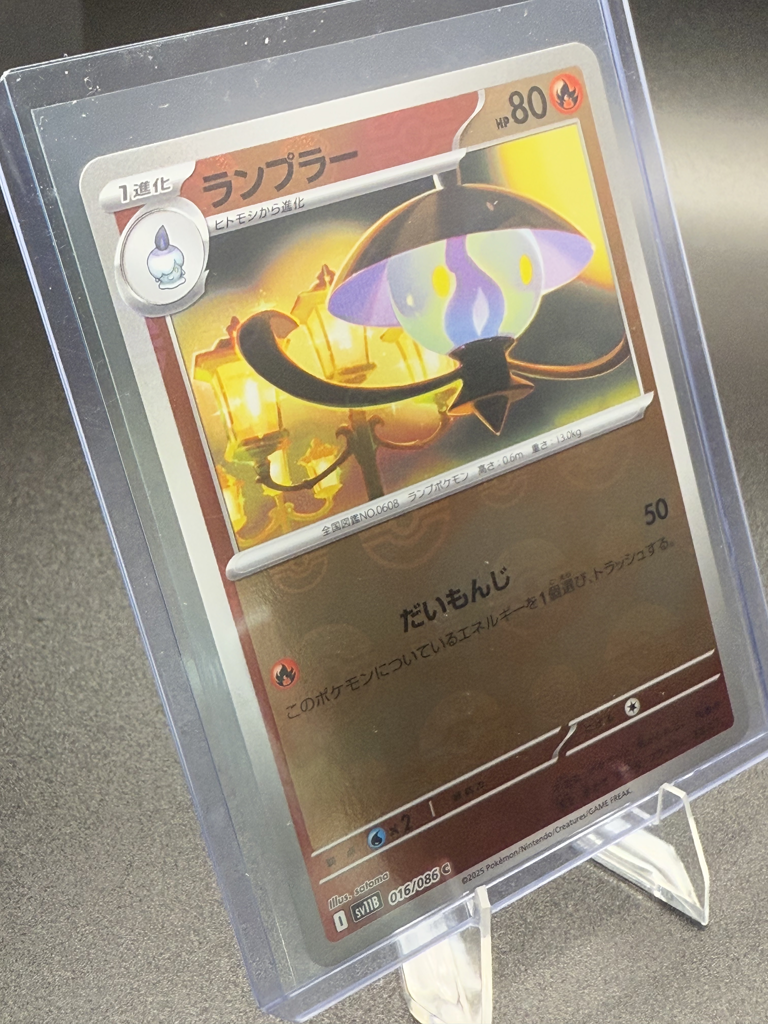 1進化
ランプラー
HP 80
ヒトモシから進化
全国図鑑NO.0608 ランプポケモン 高さ:0.6m 重さ:13.0kg
だいもんじ 50
このポケモンについているエネルギーを1個選び、トラッシュする。
×2
Illus. satoma
I SV11B 016/086 C
©2025 Pokémon/Nintendo/Creatures/GAME FREAK.